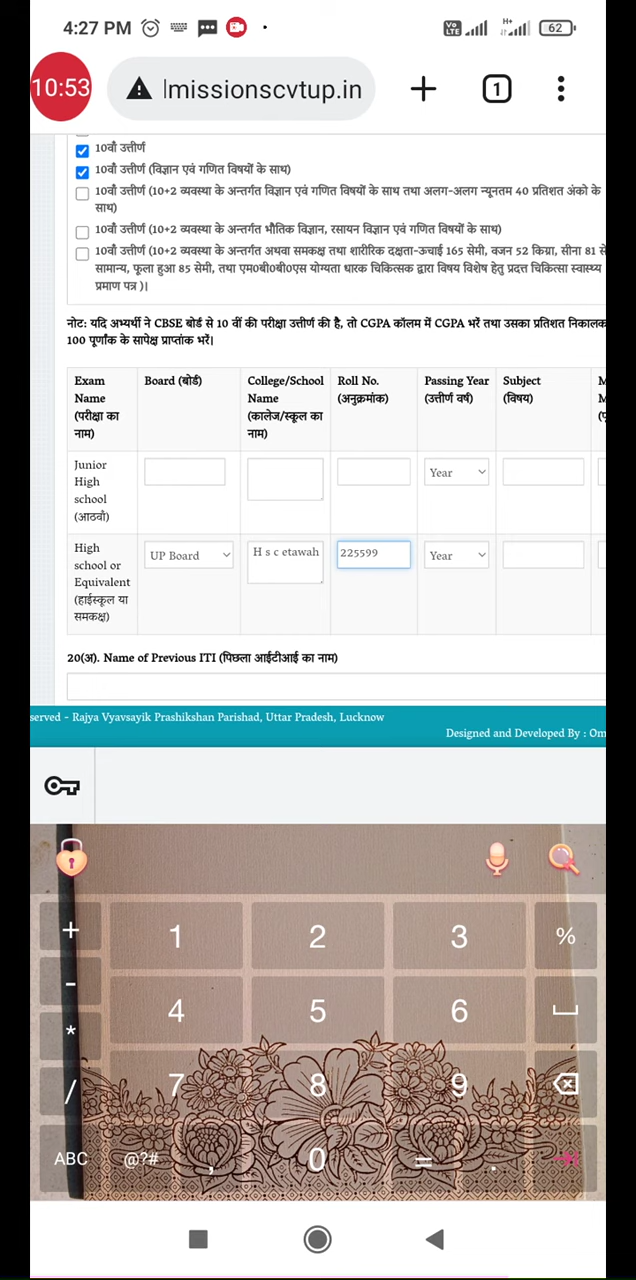 4:27 PM
Vo LTE
H+
62
10:53
lmissionscvtup.in
1
10वीं उत्तीर्ण
10वीं उत्तीर्ण (विज्ञान एवं गणित विषयों के साथ)
10वीं उत्तीर्ण (10+2 व्यवस्था के अन्तर्गत विज्ञान एवं गणित विषयों के साथ तथा अलग-अलग न्यूनतम 40 प्रतिशत अंको के
साथ)
10वीं उत्तीर्ण (10+2 व्यवस्था के अन्तर्गत भौतिक विज्ञान, रसायन विज्ञान एवं गणित विषयों के साथ)
10वीं उत्तीर्ण (10+2 व्यवस्था के अन्तर्गत अथवा समकक्ष तथा शारीरिक दक्षता-ऊचाई 165 सेमी, वजन 52 किग्रा, सीना 81 से
सामान्य, फूला हुआ 85 सेमी, तथा एम0बी0बी0एस योग्यता धारक चिकित्सक द्वारा विषय विशेष हेतु प्रदत्त चिकित्सा स्वास्थ्य
प्रमाण पत्र )।
नोट: यदि अभ्यर्थी ने CBSE बोर्ड से 10 वीं की परीक्षा उत्तीर्ण की है, तो CGPA कॉलम में CGPA भरें तथा उसका प्रतिशत निकालक
100 पूर्णांक के सापेक्ष प्राप्तांक भरें।
Exam Name (परीक्षा का नाम)
Board (बोर्ड)
College/School Name (कालेज/स्कूल का नाम)
Roll No. (अनुक्रमांक)
Passing Year (उत्तीर्ण वर्ष)
Subject (विषय)
M
M
(पू
Junior High school (आठवीं)
Year
High school or Equivalent (हाईस्कूल या समकक्ष)
UP Board
H s c etawah
225599
Year
20(अ). Name of Previous ITI (पिछला आईटीआई का नाम)
served - Rajya Vyavsayik Prashikshan Parishad, Uttar Pradesh, Lucknow
Designed and Developed By : Om
+ 1 2 3 %
- 4 5 6
*
/ 7 8 9
ABC @?# , 0 = .